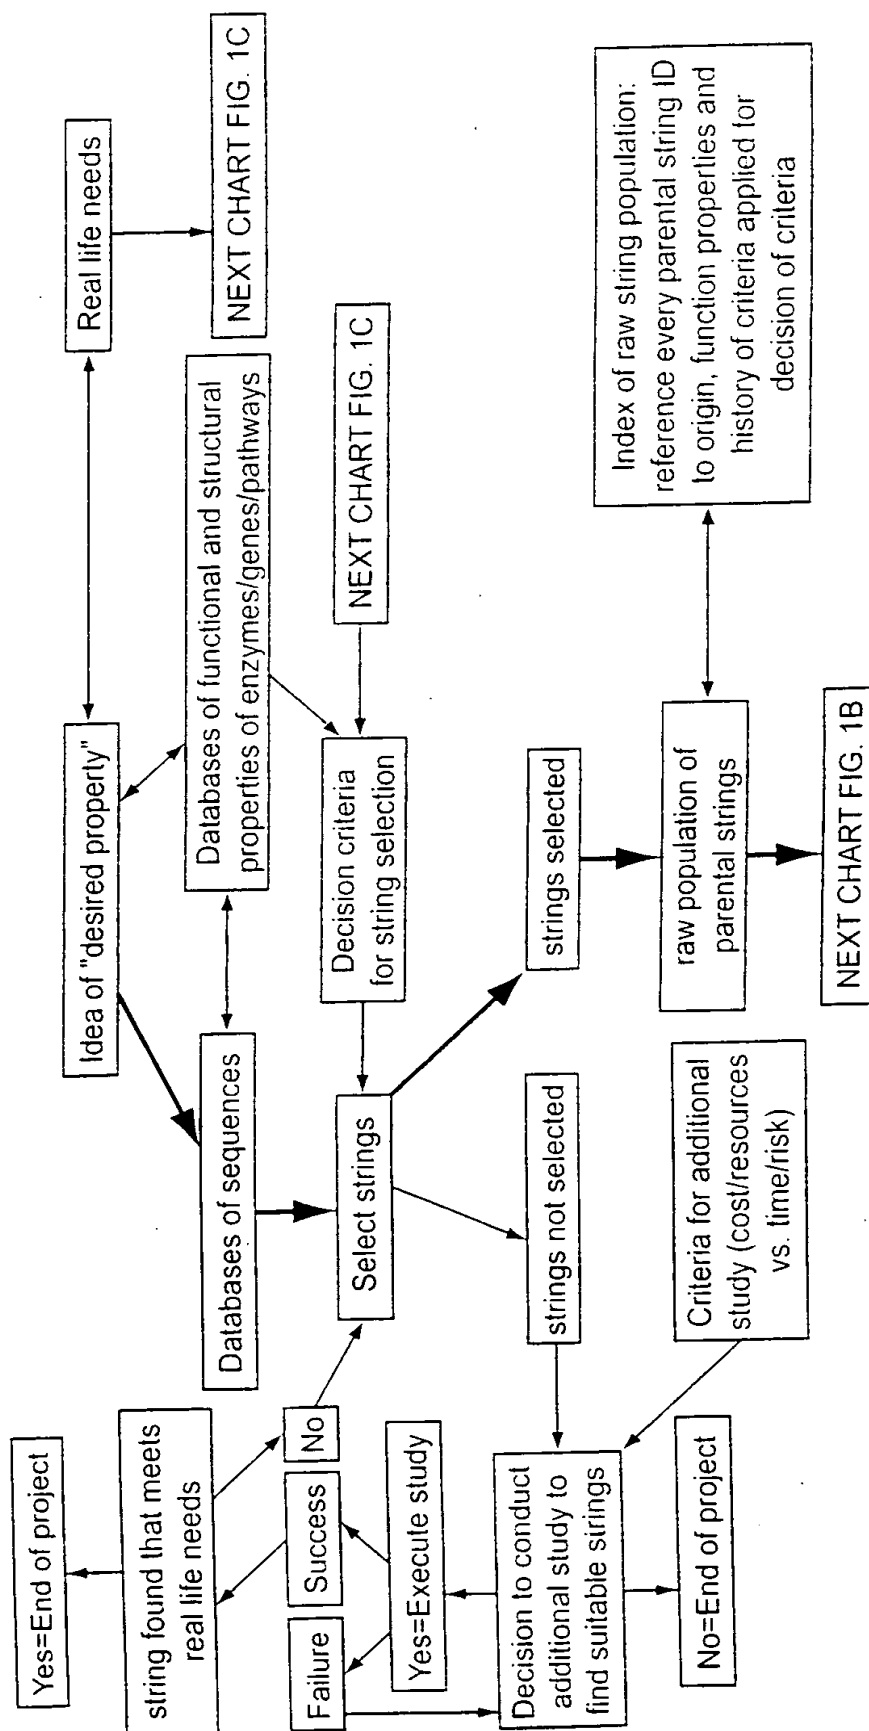 Yes=End of project
string found that meets
real life needs
No
Success
Failure
Yes=Execute study
Decision to conduct
additional study to
find suitable sirings
No=End of project
Idea of "desired property"
Real life needs
NEXT CHART FIG. 1C
Databases of sequences
Databases of functional and structural
properties of enzymes/genes/pathways
Select strings
Decision criteria
for string selection
NEXT CHART FIG. 1C
strings not selected
strings selected
Criteria for additional
study (cost/resources
vs. time/risk)
raw population of
parental strings
Index of raw string population:
reference every parental string ID
to origin, function properties and
history of criteria applied for
decision of criteria
NEXT CHART FIG. 1B